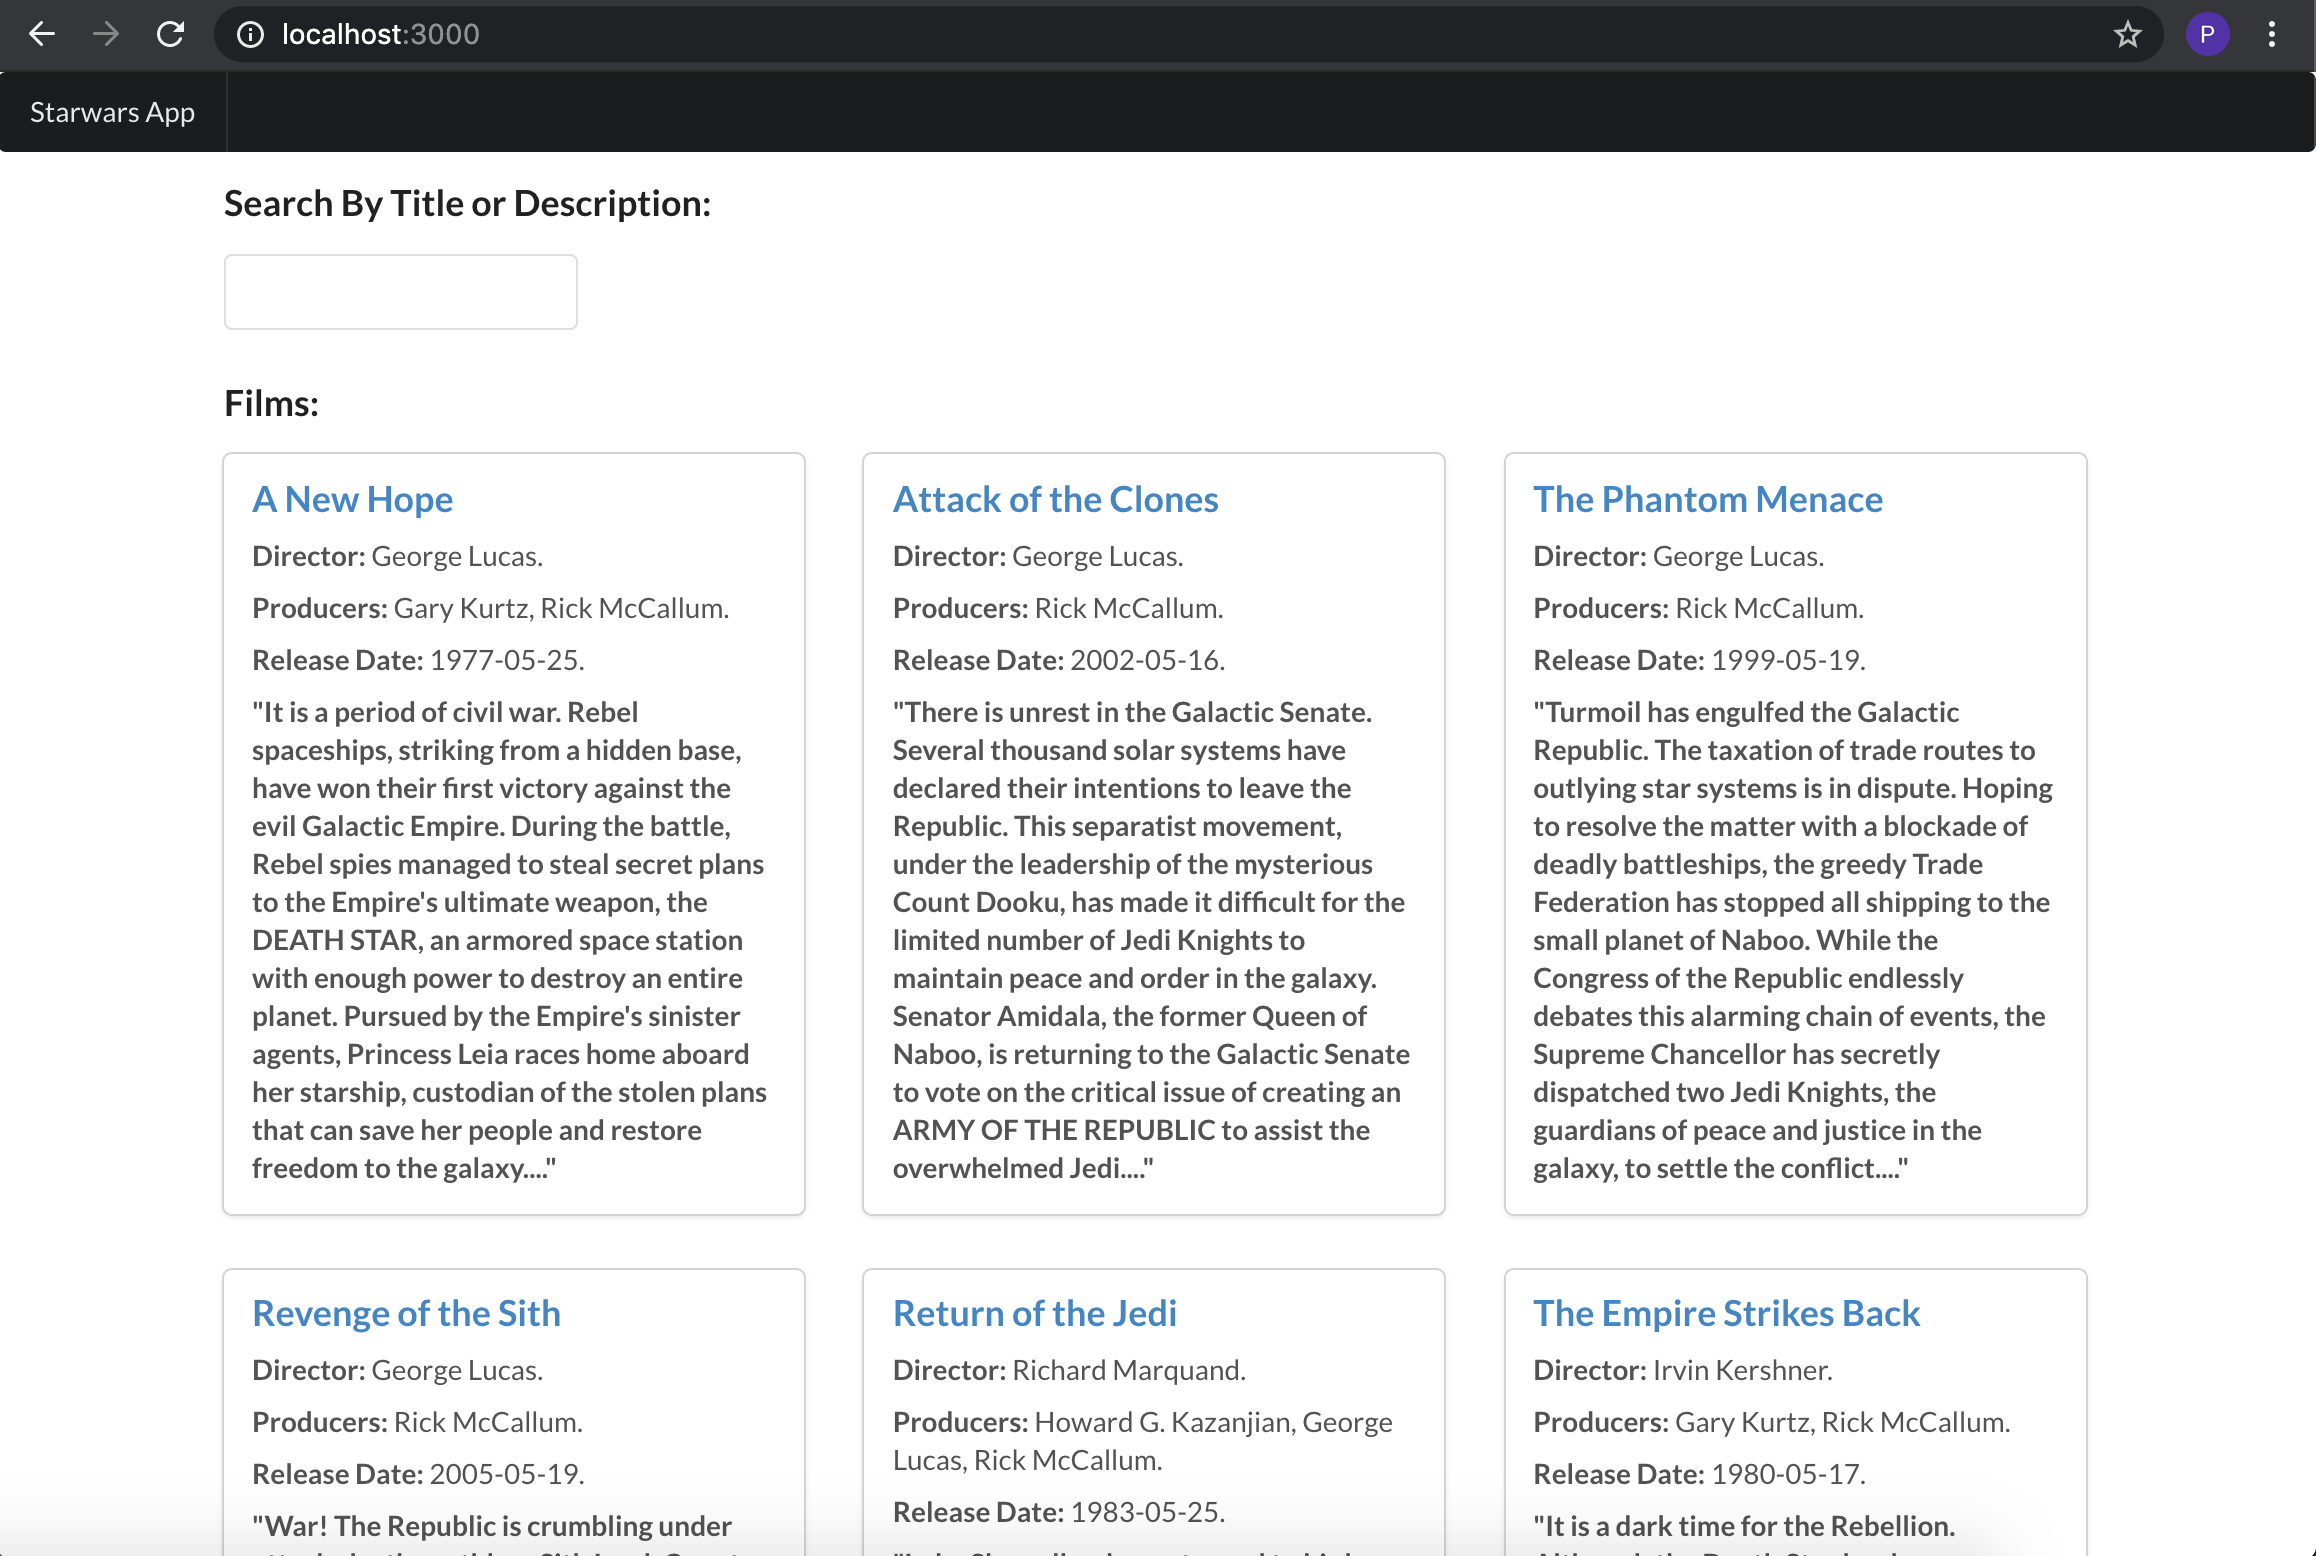 localhost:3000
P
Starwars App
Search By Title or Description:
Films:
A New Hope
Director: George Lucas.
Producers: Gary Kurtz, Rick McCallum.
Release Date: 1977-05-25.
"It is a period of civil war. Rebel
spaceships, striking from a hidden base,
have won their first victory against the
evil Galactic Empire. During the battle,
Rebel spies managed to steal secret plans
to the Empire's ultimate weapon, the
DEATH STAR, an armored space station
with enough power to destroy an entire
planet. Pursued by the Empire's sinister
agents, Princess Leia races home aboard
her starship, custodian of the stolen plans
that can save her people and restore
freedom to the galaxy...."
Attack of the Clones
Director: George Lucas.
Producers: Rick McCallum.
Release Date: 2002-05-16.
"There is unrest in the Galactic Senate.
Several thousand solar systems have
declared their intentions to leave the
Republic. This separatist movement,
under the leadership of the mysterious
Count Dooku, has made it difficult for the
limited number of Jedi Knights to
maintain peace and order in the galaxy.
Senator Amidala, the former Queen of
Naboo, is returning to the Galactic Senate
to vote on the critical issue of creating an
ARMY OF THE REPUBLIC to assist the
overwhelmed Jedi...."
The Phantom Menace
Director: George Lucas.
Producers: Rick McCallum.
Release Date: 1999-05-19.
"Turmoil has engulfed the Galactic
Republic. The taxation of trade routes to
outlying star systems is in dispute. Hoping
to resolve the matter with a blockade of
deadly battleships, the greedy Trade
Federation has stopped all shipping to the
small planet of Naboo. While the
Congress of the Republic endlessly
debates this alarming chain of events, the
Supreme Chancellor has secretly
dispatched two Jedi Knights, the
guardians of peace and justice in the
galaxy, to settle the conflict...."
Revenge of the Sith
Director: George Lucas.
Producers: Rick McCallum.
Release Date: 2005-05-19.
"War! The Republic is crumbling under
Return of the Jedi
Director: Richard Marquand.
Producers: Howard G. Kazanjian, George
Lucas, Rick McCallum.
Release Date: 1983-05-25.
The Empire Strikes Back
Director: Irvin Kershner.
Producers: Gary Kurtz, Rick McCallum.
Release Date: 1980-05-17.
"It is a dark time for the Rebellion.